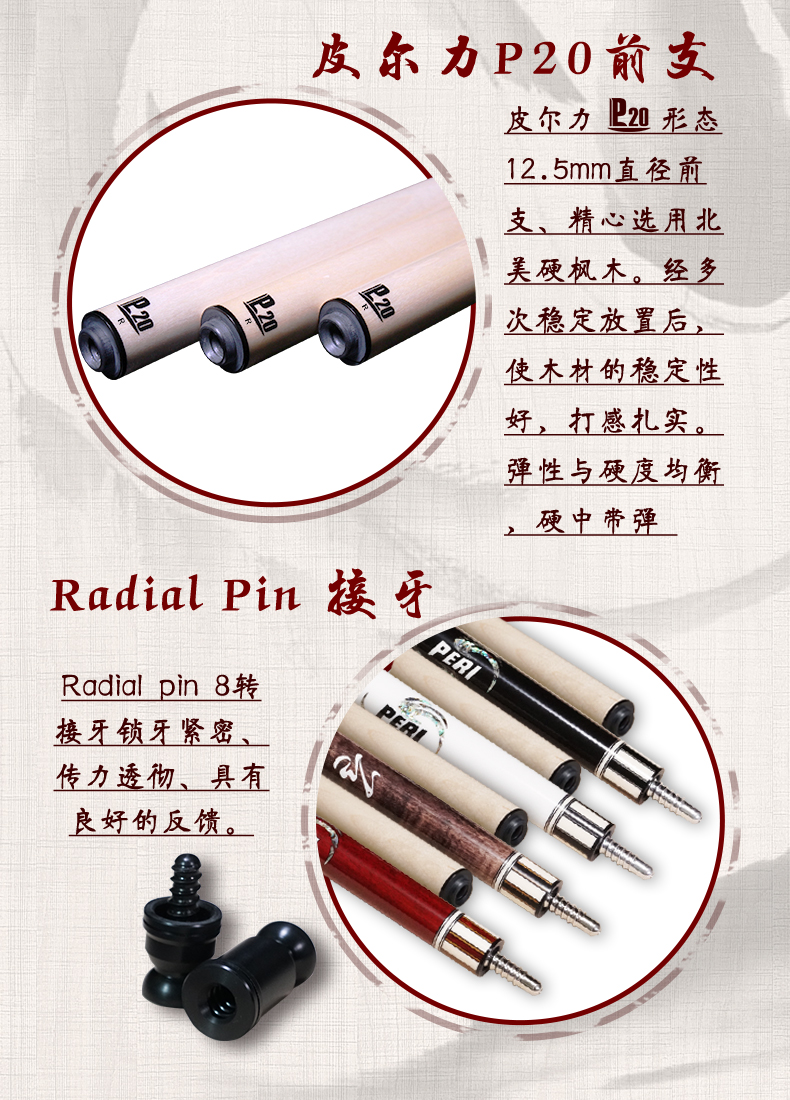 皮尔力P20前支
皮尔力 P20 形态
12.5mm直径前
支、精心选用北
美硬枫木。经多
次稳定放置后，
使木材的稳定性
好，打感扎实。
弹性与硬度均衡
，硬中带弹
P20
R
P20
R
P20
R
Radial Pin 接牙
Radial pin 8转
接牙锁牙紧密、
传力透彻、具有
良好的反馈。
PERI
PERI